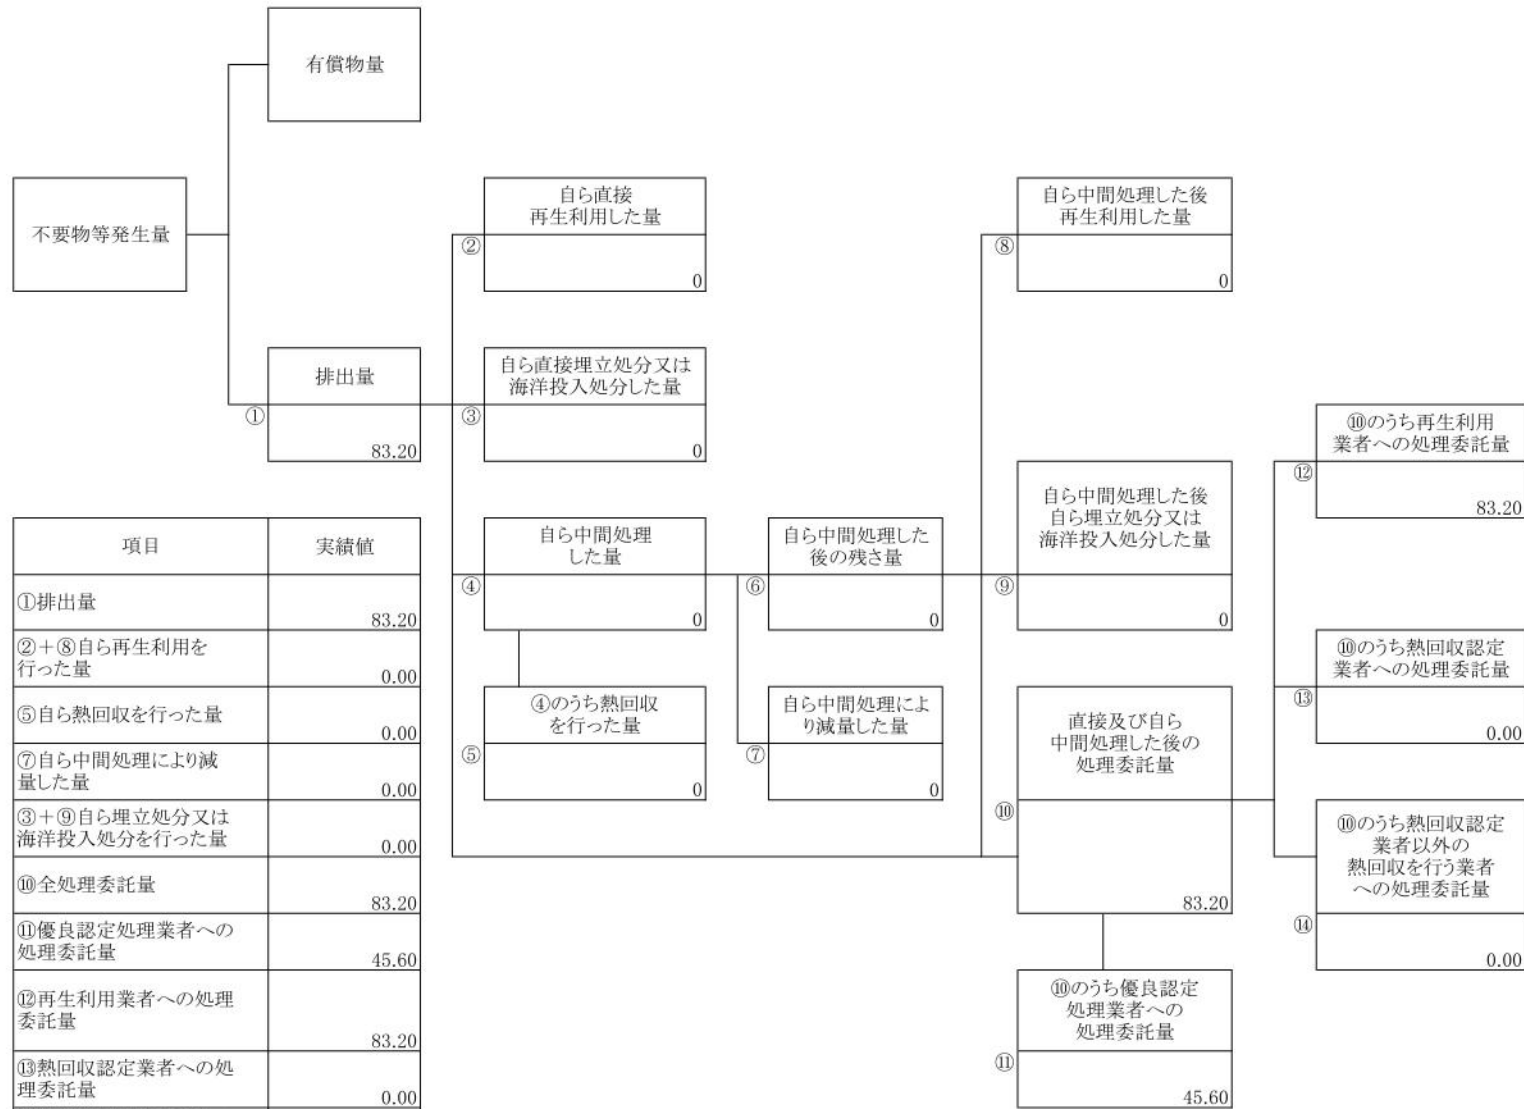 有償物量
不要物等発生量
自ら直接
再生利用した量
②
0
自ら中間処理した後
再生利用した量
⑧
0
排出量
①
83.20
自ら直接埋立処分又は
海洋投入処分した量
③
0
⑩のうち再生利用
業者への処理委託量
⑫
83.20
自ら中間処理
した量
④
0
自ら中間処理した
後の残さ量
⑥
0
自ら中間処理した後
自ら埋立処分又は
海洋投入処分した量
⑨
0
⑩のうち熱回収認定
業者への処理委託量
⑬
0.00
④のうち熱回収
を行った量
⑤
0
自ら中間処理によ
り減量した量
⑦
0
直接及び自ら
中間処理した後の
処理委託量
⑩
83.20
⑩のうち熱回収認定
業者以外の
熱回収を行う業者
への処理委託量
⑭
0.00
⑩のうち優良認定
処理業者への
処理委託量
⑪
45.60
項目
実績値
①排出量
83.20
②+⑧自ら再生利用を
行った量
0.00
⑤自ら熱回収を行った量
0.00
⑦自ら中間処理により減
量した量
0.00
③+⑨自ら埋立処分又は
海洋投入処分を行った量
0.00
⑩全処理委託量
83.20
⑪優良認定処理業者への
処理委託量
45.60
⑫再生利用業者への処理
委託量
83.20
⑬熱回収認定業者への処
理委託量
0.00